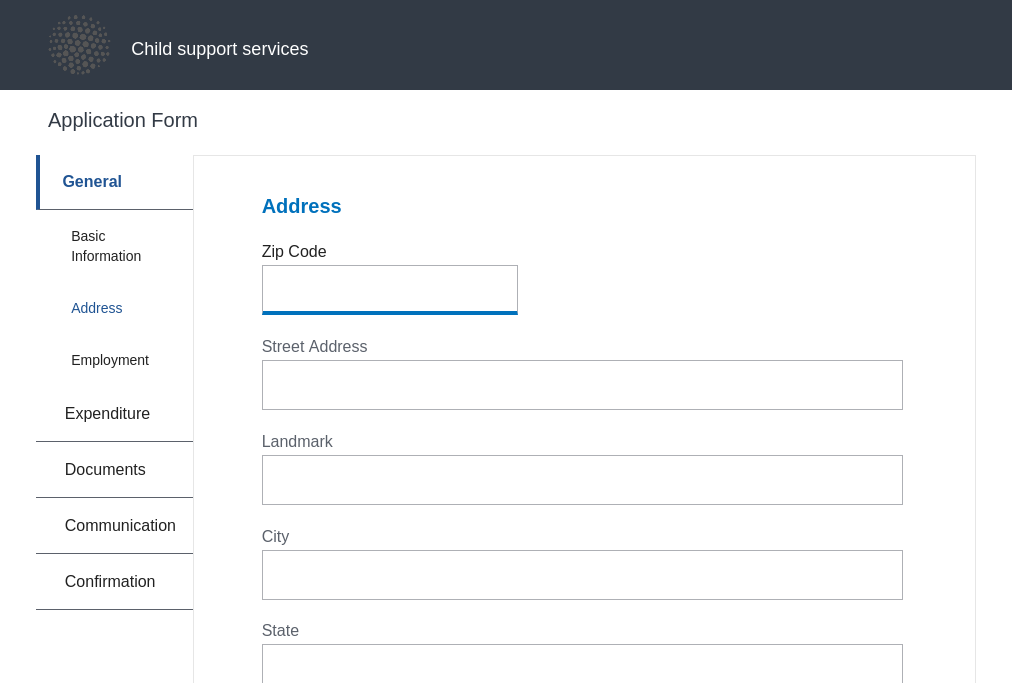 Child support services
Application Form
General
Basic
Information
Address
Employment
Expenditure
Documents
Communication
Confirmation
Address
Zip Code
Street Address
Landmark
City
State